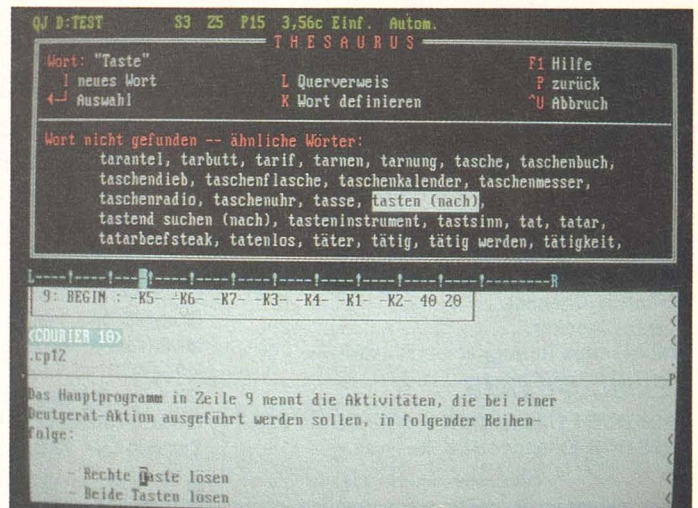 QJ D:TEST S3 Z5 P15 3,56c Einf. Autom.
THESAURUS
Wort: "Taste" F1 Hilfe
I neues Wort L Querverweis P zurück
Auswahl K Wort definieren ^U Abbruch
Wort nicht gefunden -- ähnliche Wörter:
tarantel, tarbutt, tarif, tarnen, tarnung, tasche, taschenbuch,
taschendieb, taschenflasche, taschenkalender, taschenmesser,
taschenradio, taschenuhr, tasse, tasten (nach),
tastend suchen (nach), tasteninstrument, tastsinn, tat, tatar,
tatarbeefsteak, tatenlos, täter, tätig, tätig werden, tätigkeit,
L----!----!----!----!----!----!----!----!----!----!--------R
9: BEGIN : -K5- -K6- -K7- -K3- -K4- -K1- -K2- 40 20
<COURIER 10>
.cp12
P
Das Hauptprogramm in Zeile 9 nennt die Aktivitäten, die bei einer
Deutgerät-Aktion ausgeführt werden sollen, in folgender Reihen-
folge:
- Rechte Taste lösen
- Beide Tasten lösen